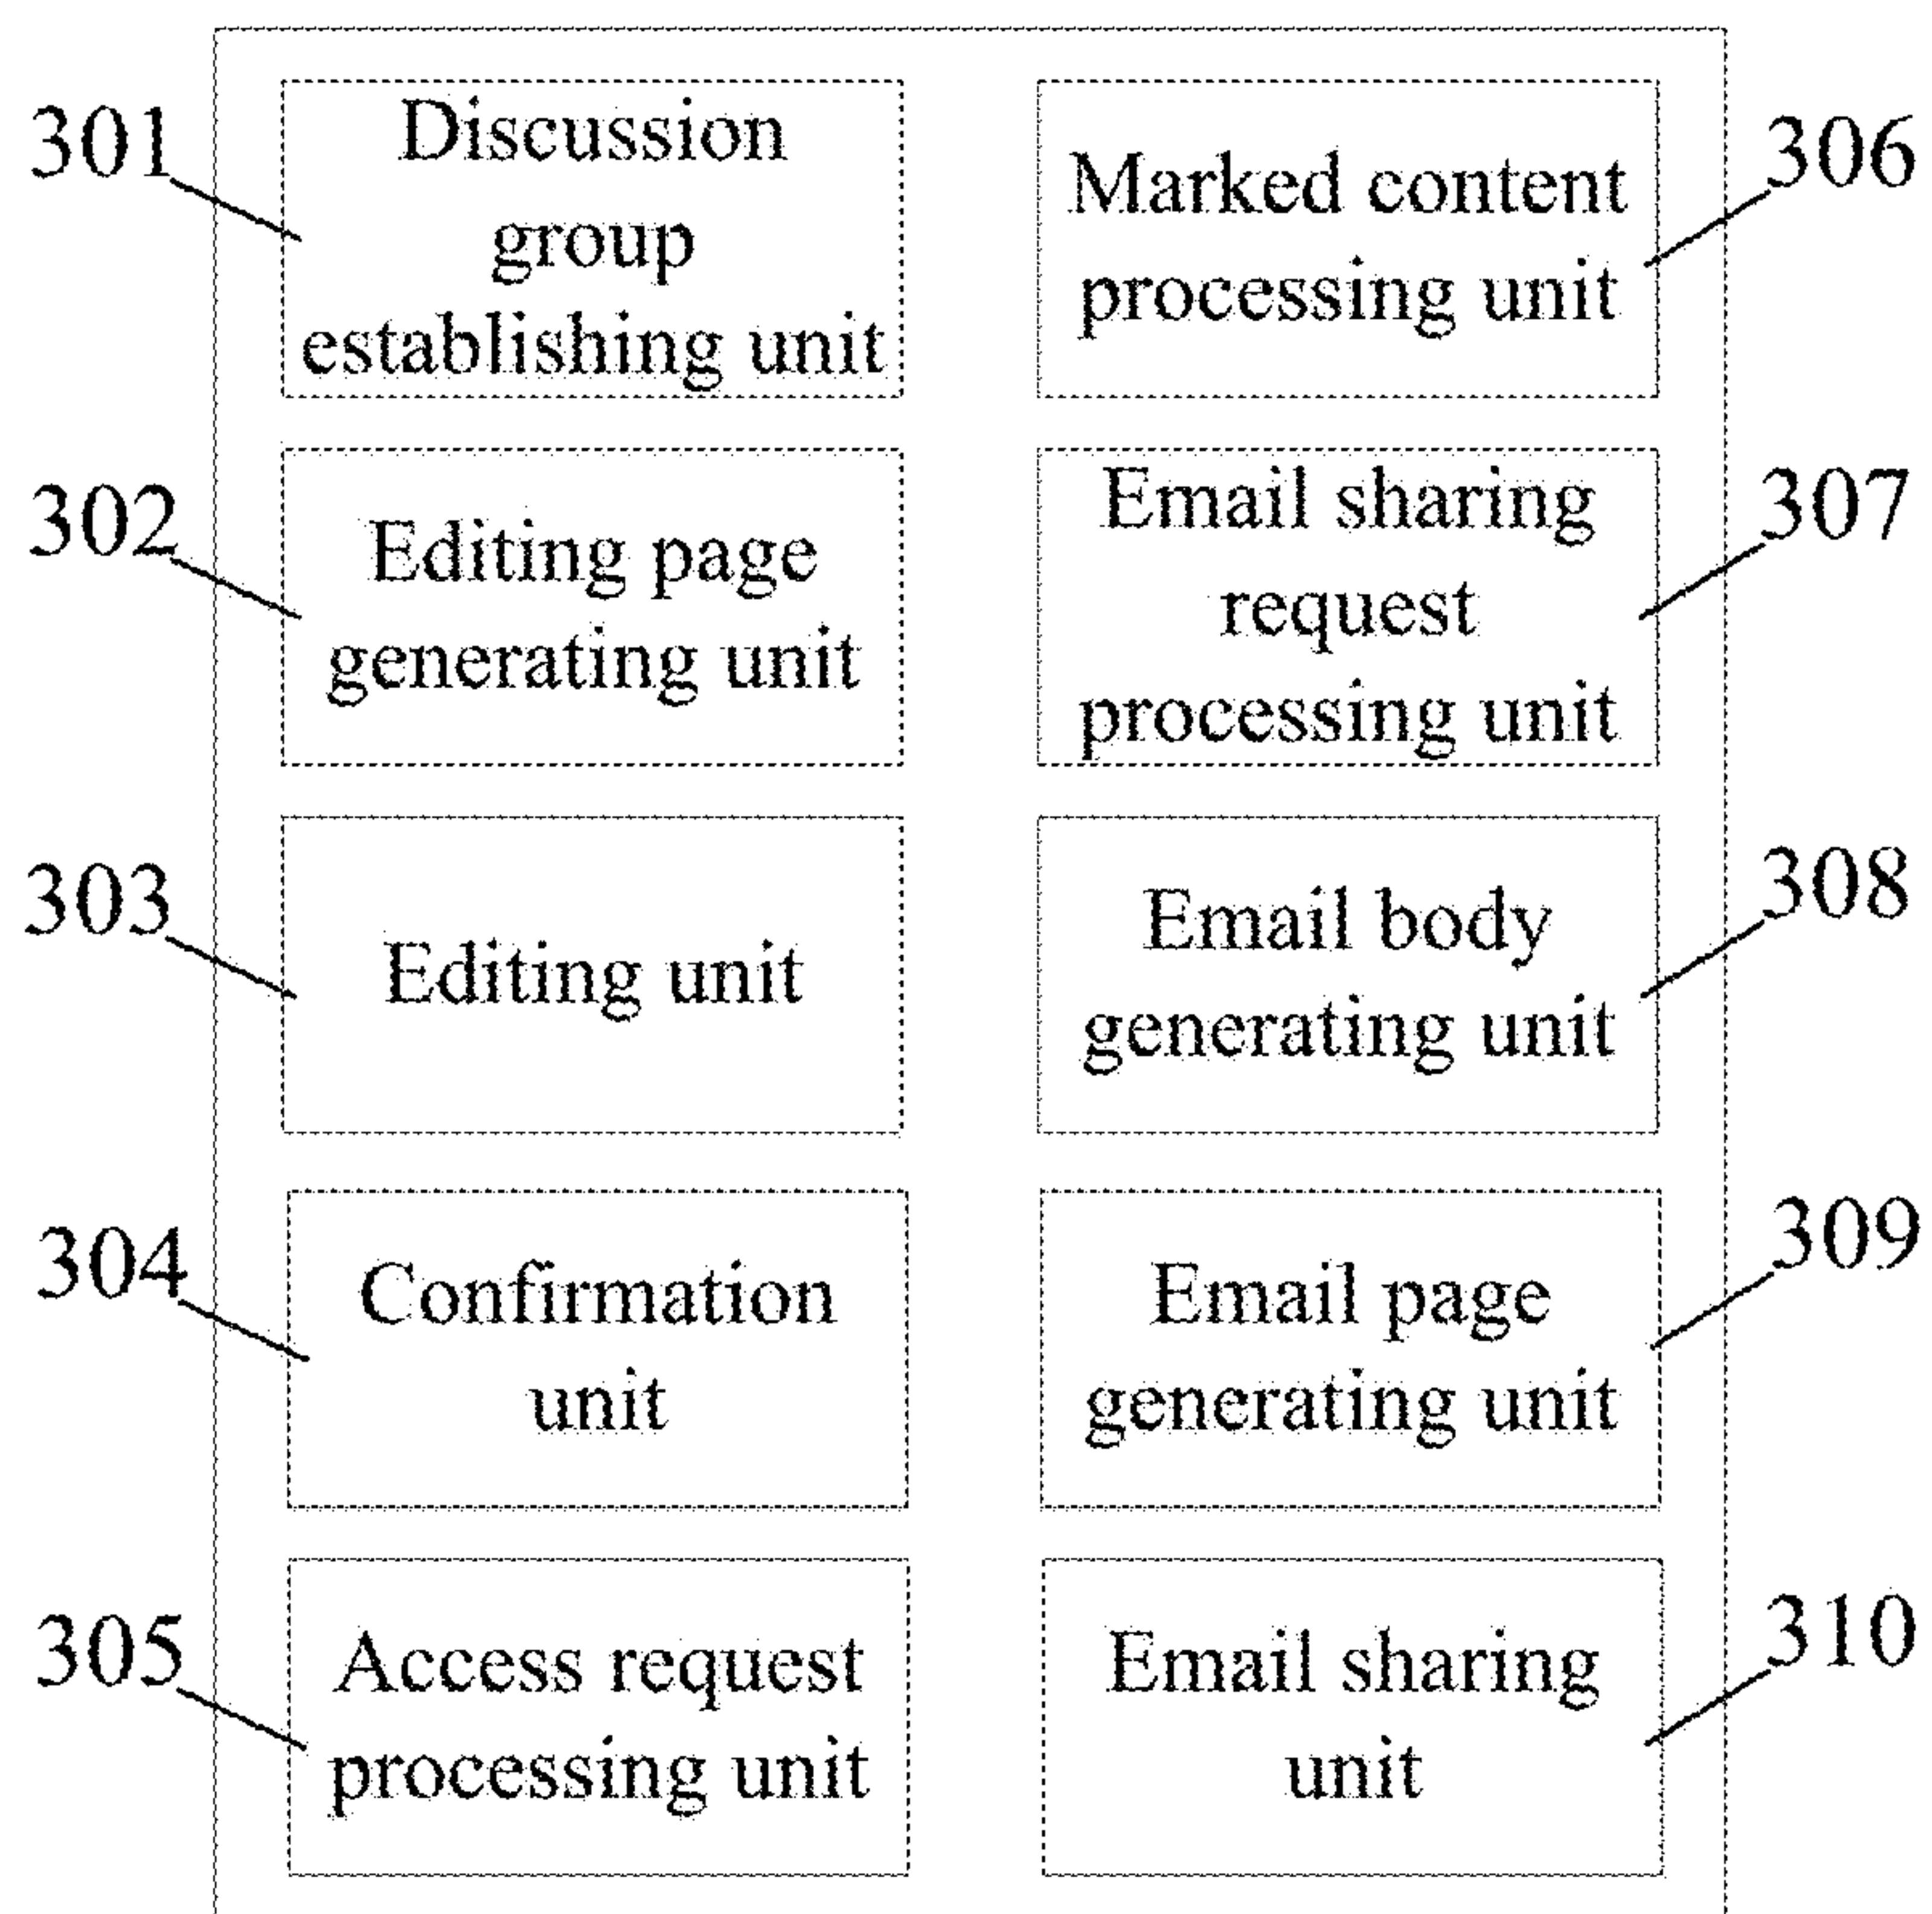 301
Discussion
group
establishing unit
302
Editing page
generating unit
303
Editing unit
304
Confirmation
unit
305
Access request
processing unit
306
Marked content
processing unit
307
Email sharing
request
processing unit
308
Email body
generating unit
309
Email page
generating unit
310
Email sharing
unit